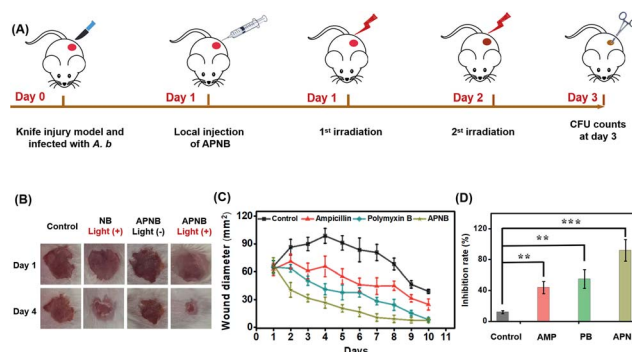 (A)
Day 0
Day 1
Day 1
Day 2
Day 3
Knife injury model and
infected with A. b
Local injection
of APNB
1st irradiation
2st irradiation
CFU counts
at day 3
(B)
Control
NB
Light (+)
APNB
Light (-)
APNB
Light (+)
Day 1
Day 4
(C)
Control
Ampicillin
Polymyxin B
APNB
Wound diameter (mm²)
120
90
60
30
0
0 1 2 3 4 5 6 7 8 9 10 11
Days
(D)
Inhibition rate (%)
160
120
80
40
0
***
**
**
Control
AMP
PB
APN